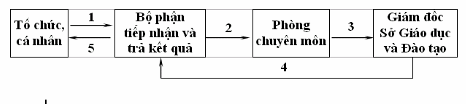 Tổ chức,
cá nhân
1
5
Bộ phận
tiếp nhận và
trả kết quả
2
Phòng
chuyên môn
3
Giám đốc
Sở Giáo dục
và Đào tạo
4